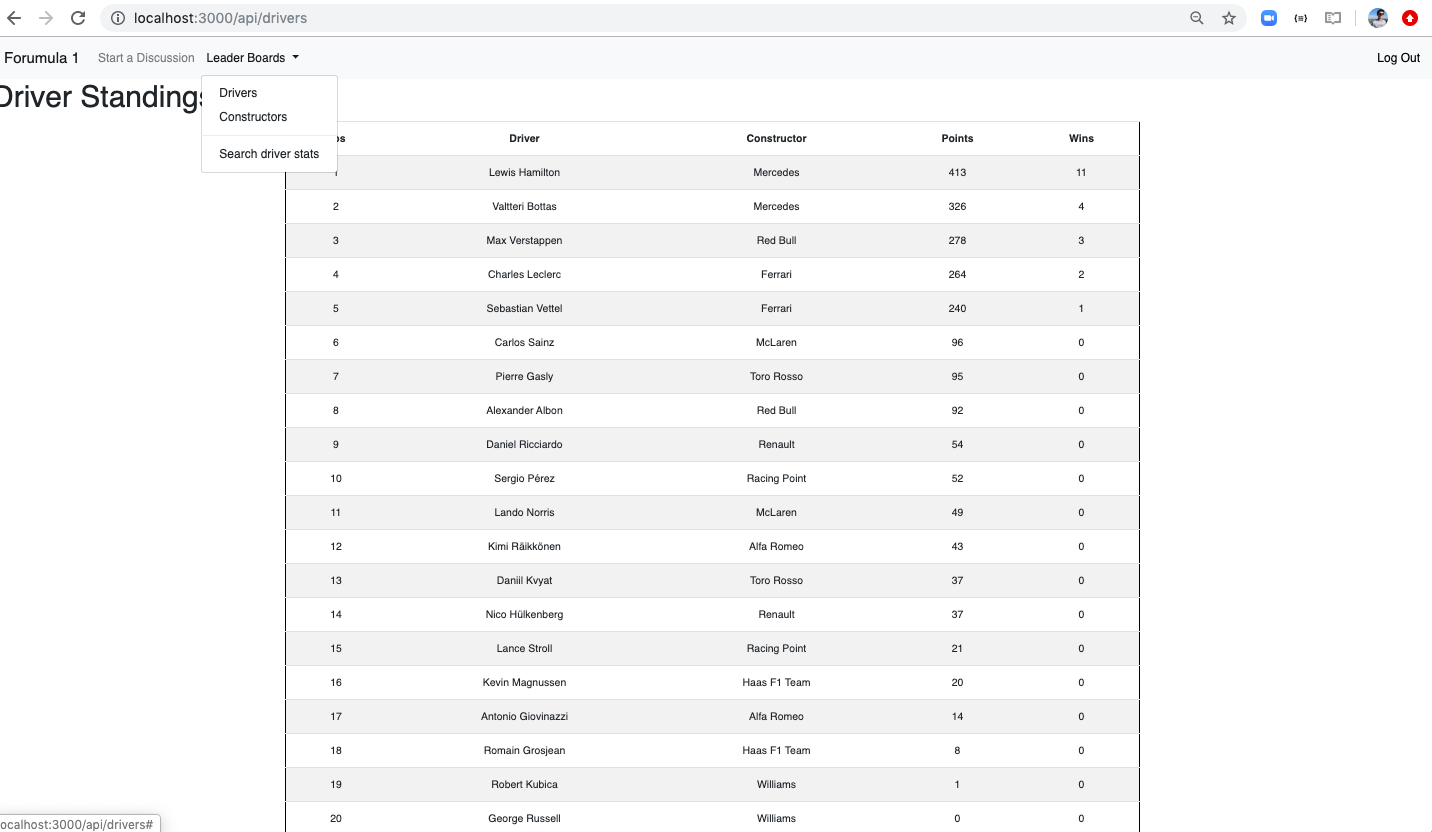 localhost:3000/api/drivers
Forumula 1 Start a Discussion Leader Boards Log Out
Driver Standings
Drivers
Constructors
Search driver stats
os Driver Constructor Points Wins
1 Lewis Hamilton Mercedes 413 11
2 Valtteri Bottas Mercedes 326 4
3 Max Verstappen Red Bull 278 3
4 Charles Leclerc Ferrari 264 2
5 Sebastian Vettel Ferrari 240 1
6 Carlos Sainz McLaren 96 0
7 Pierre Gasly Toro Rosso 95 0
8 Alexander Albon Red Bull 92 0
9 Daniel Ricciardo Renault 54 0
10 Sergio Pérez Racing Point 52 0
11 Lando Norris McLaren 49 0
12 Kimi Räikkönen Alfa Romeo 43 0
13 Daniil Kvyat Toro Rosso 37 0
14 Nico Hülkenberg Renault 37 0
15 Lance Stroll Racing Point 21 0
16 Kevin Magnussen Haas F1 Team 20 0
17 Antonio Giovinazzi Alfa Romeo 14 0
18 Romain Grosjean Haas F1 Team 8 0
19 Robert Kubica Williams 1 0
20 George Russell Williams 0 0
ocalhost:3000/api/drivers#